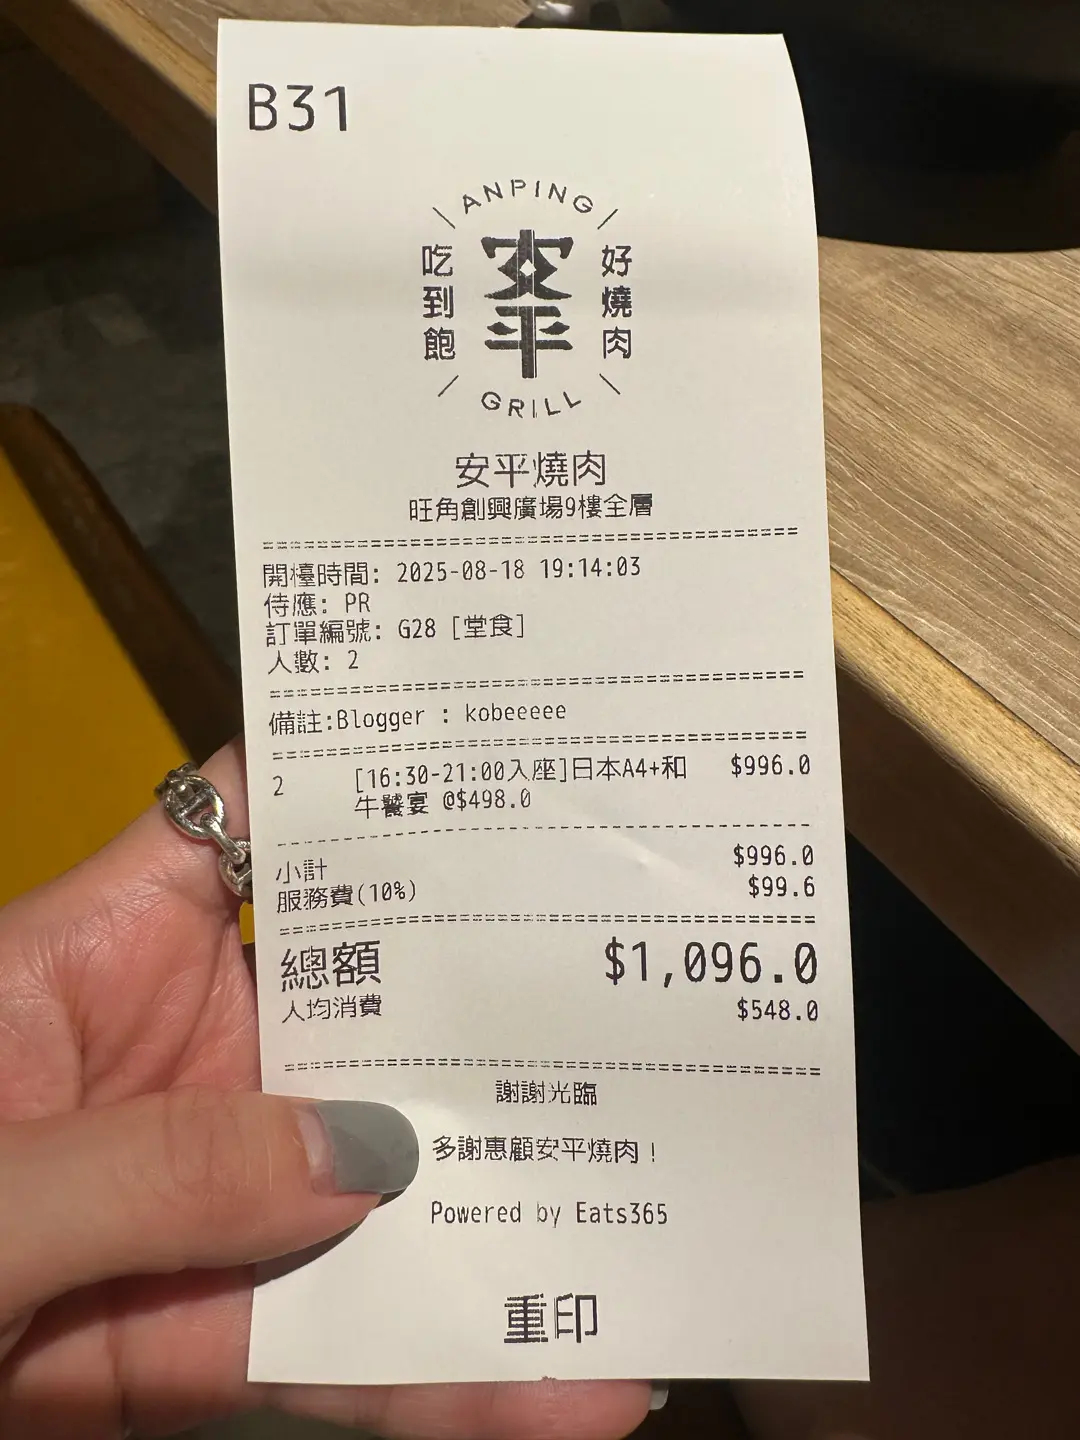 B31
ANPING
吃到飽
安平
好燒肉
GRILL
安平燒肉
旺角創興廣場9樓全層
開檯時間: 2025-08-18 19:14:03
侍應: PR
訂單編號: G28 [堂食]
人數: 2
備註:Blogger : kobeeeee
2 [16:30-21:00入座]日本A4+和 $996.0
牛饗宴 @$498.0
小計 $996.0
服務費(10%) $99.6
總額 $1,096.0
人均消費 $548.0
謝謝光臨
多謝惠顧安平燒肉！
Powered by Eats365
重印